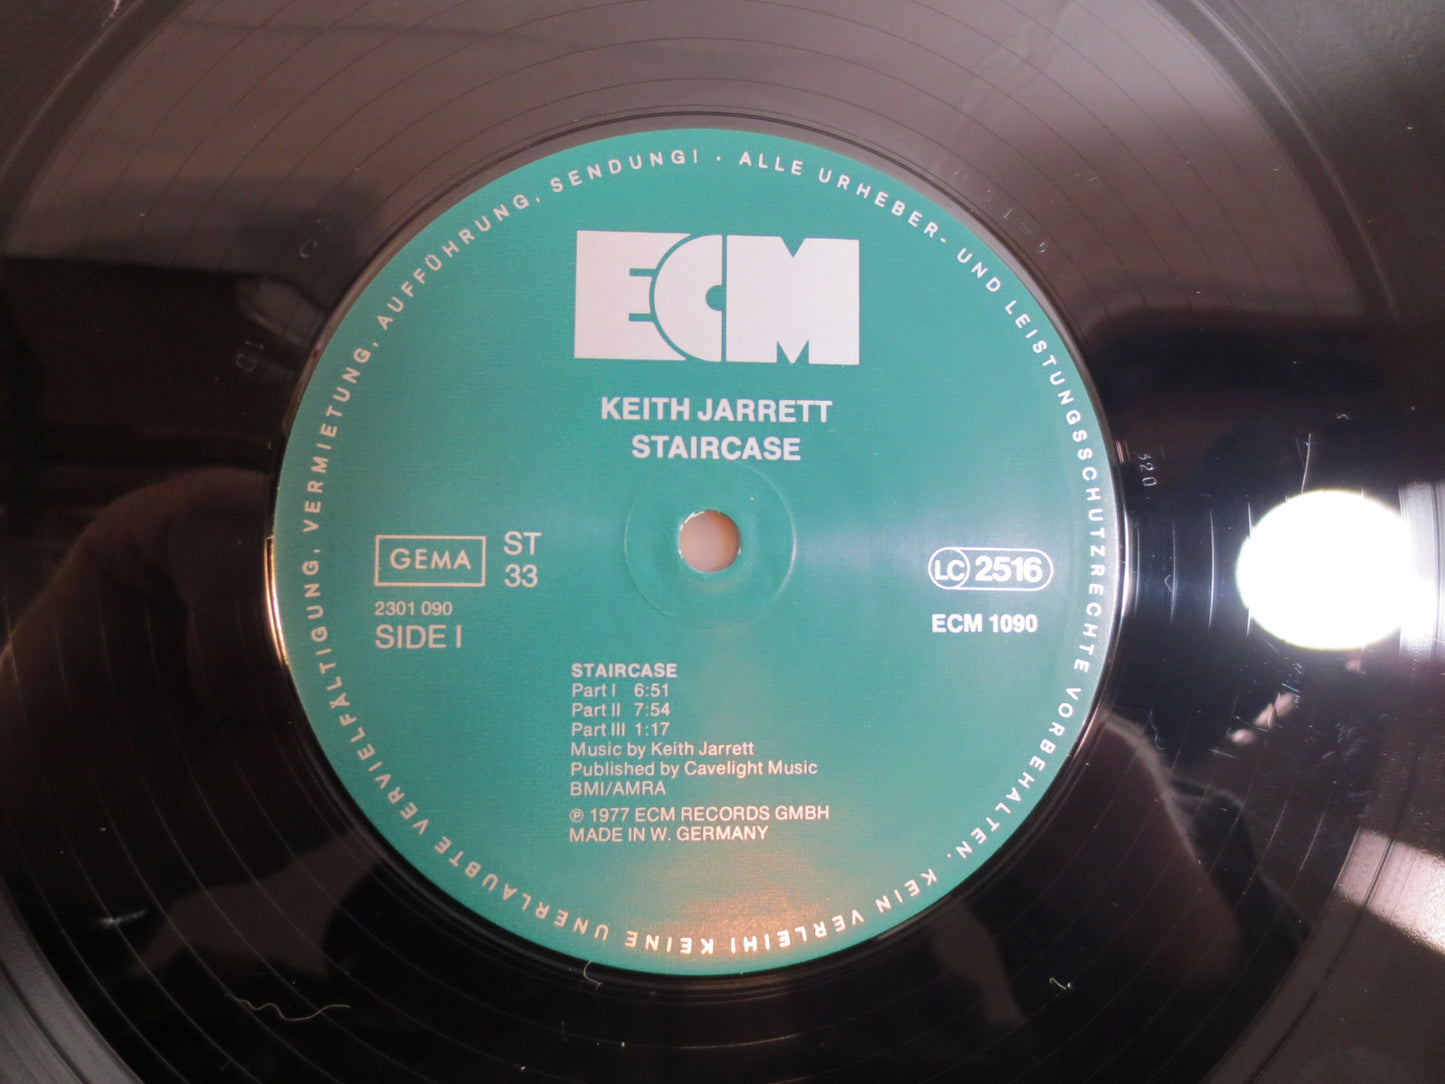 ECM
KEITH JARRETT
STAIRCASE
GEMA
ST
33
2301 090
SIDE I
LC 2516
ECM 1090
STAIRCASE
Part I 6:51
Part II 7:54
Part III 1:17
Music by Keith Jarrett
Published by Cavelight Music
BMI/AMRA
℗ 1977 ECM RECORDS GMBH
MADE IN W. GERMANY
ALLE URHEBER- UND LEISTUNGSSCHUTZRECHTE VORBEHALTEN. KEIN VERLEIH! KEINE UNERLAUBTE VERVIELFÄLTIGUNG, VERMIETUNG, AUFFÜHRUNG, SENDUNG! ·
320